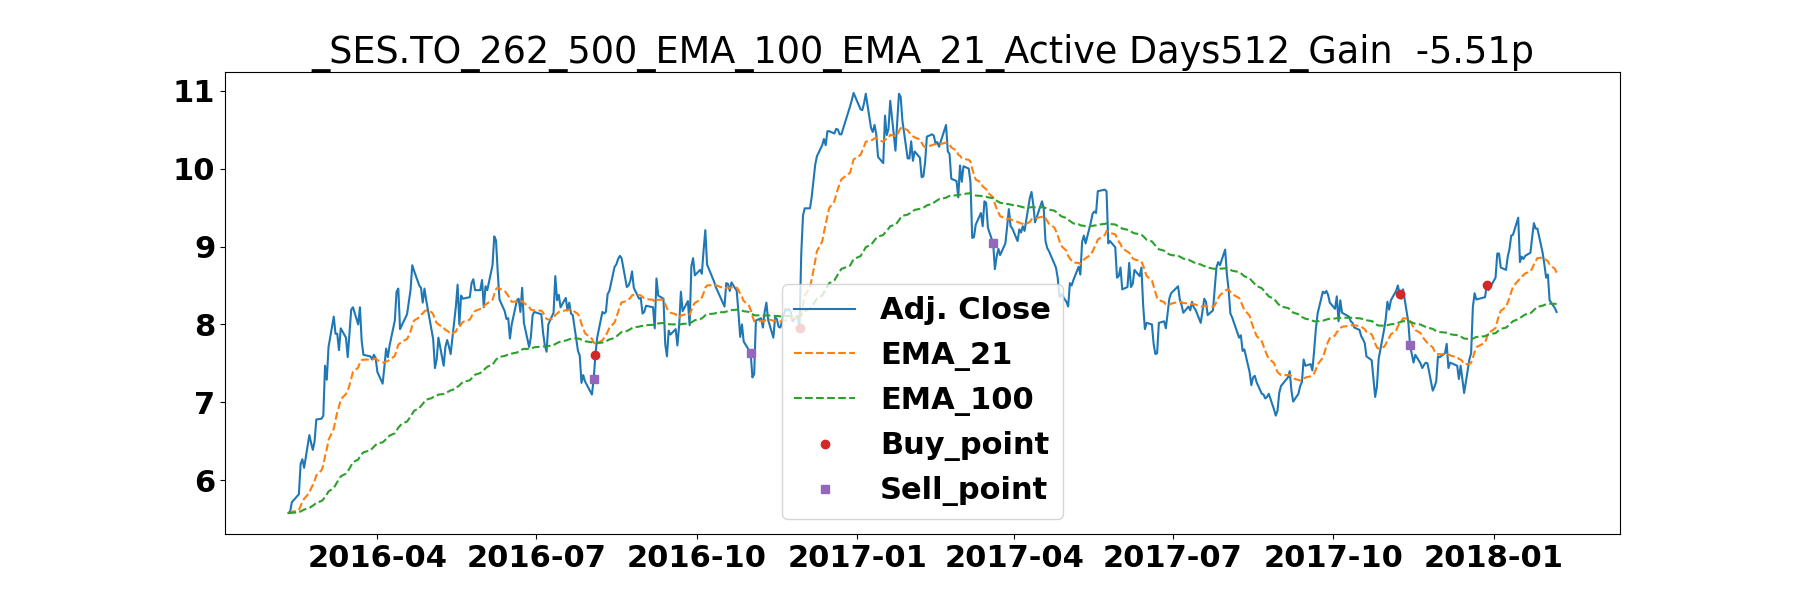 _SES.TO_262_500_EMA_100_EMA_21_Active Days512_Gain  -5.51p
11
10
9
8
7
6
Adj. Close
EMA_21
EMA_100
Buy_point
Sell_point
2016-04 2016-07 2016-10 2017-01 2017-04 2017-07 2017-10 2018-01